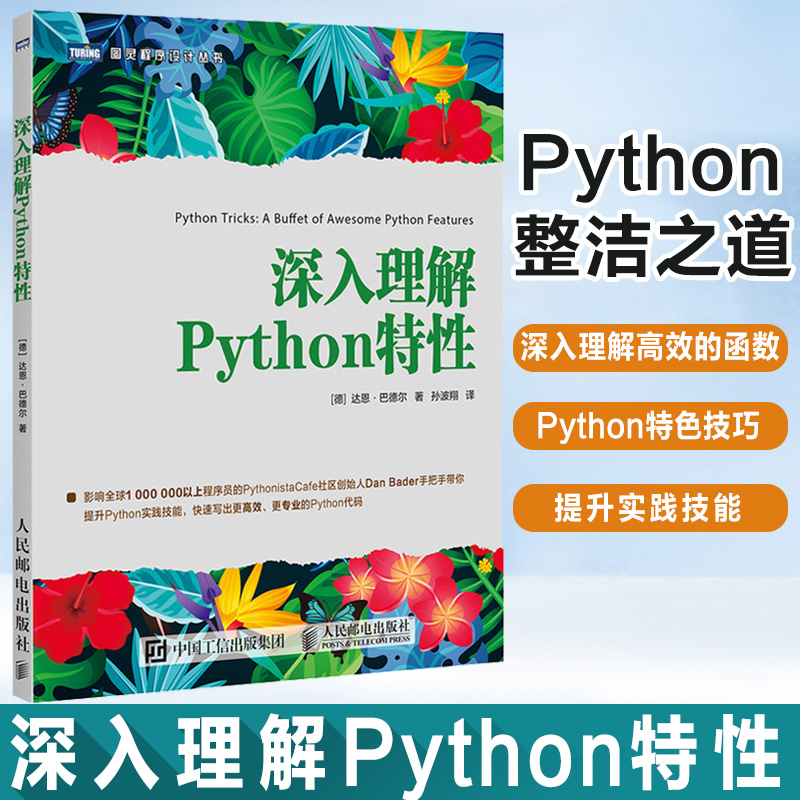 TURING 图灵程序设计丛书
Python Tricks: A Buffet of Awesome Python Features
深入理解
Python特性
[德] 达恩·巴德尔 著 孙波翔 译
影响全球1 000 000以上程序员的PythonistaCafe社区创始人Dan Bader手把手带你
提升Python实践技能，快速写出更高效、更专业的Python代码
中国工信出版集团
人民邮电出版社
POSTS & TELECOM PRESS
深入理解Python特性
[德] 达恩·巴德尔 著
人民邮电出版社
Python
整洁之道
深入理解高效的函数
Python特色技巧
提升实践技能
深入理解Python特性